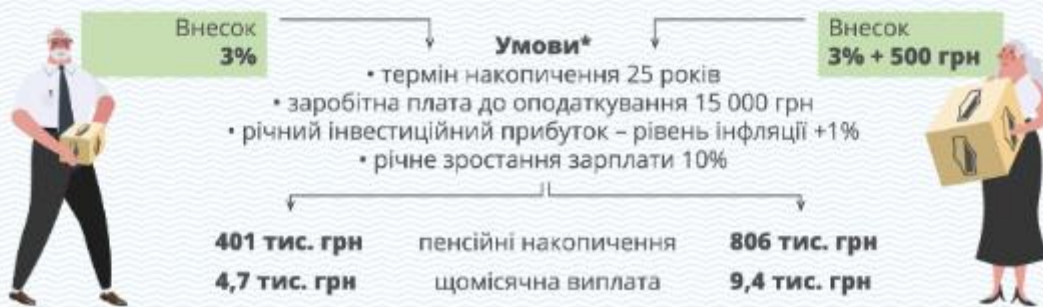 Внесок
3%
Внесок
3% + 500 грн
Умови*
• термін накопичення 25 років
• заробітна плата до оподаткування 15 000 грн
• річний інвестиційний прибуток – рівень інфляції +1%
• річне зростання зарплати 10%
401 тис. грн пенсійні накопичення 806 тис. грн
4,7 тис. грн щомісячна виплата 9,4 тис. грн